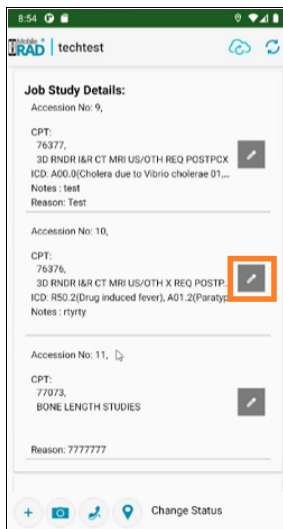 8:54
Mobile
iRAD techtest
Job Study Details:
Accession No: 9,
CPT:
76377,
3D RNDR I&R CT MRI US/OTH REQ POSTPCX
ICD: A00.0(Cholera due to Vibrio cholerae 01,...
Notes : test
Reason: Test
Accession No: 10,
CPT:
76376,
3D RNDR I&R CT MRI US/OTH X REQ POSTP...
ICD: R50.2(Drug induced fever), A01.2(Paratyp
Notes : rtyrty
Accession No: 11,
CPT:
77073,
BONE LENGTH STUDIES
Reason: 7777777
Change Status